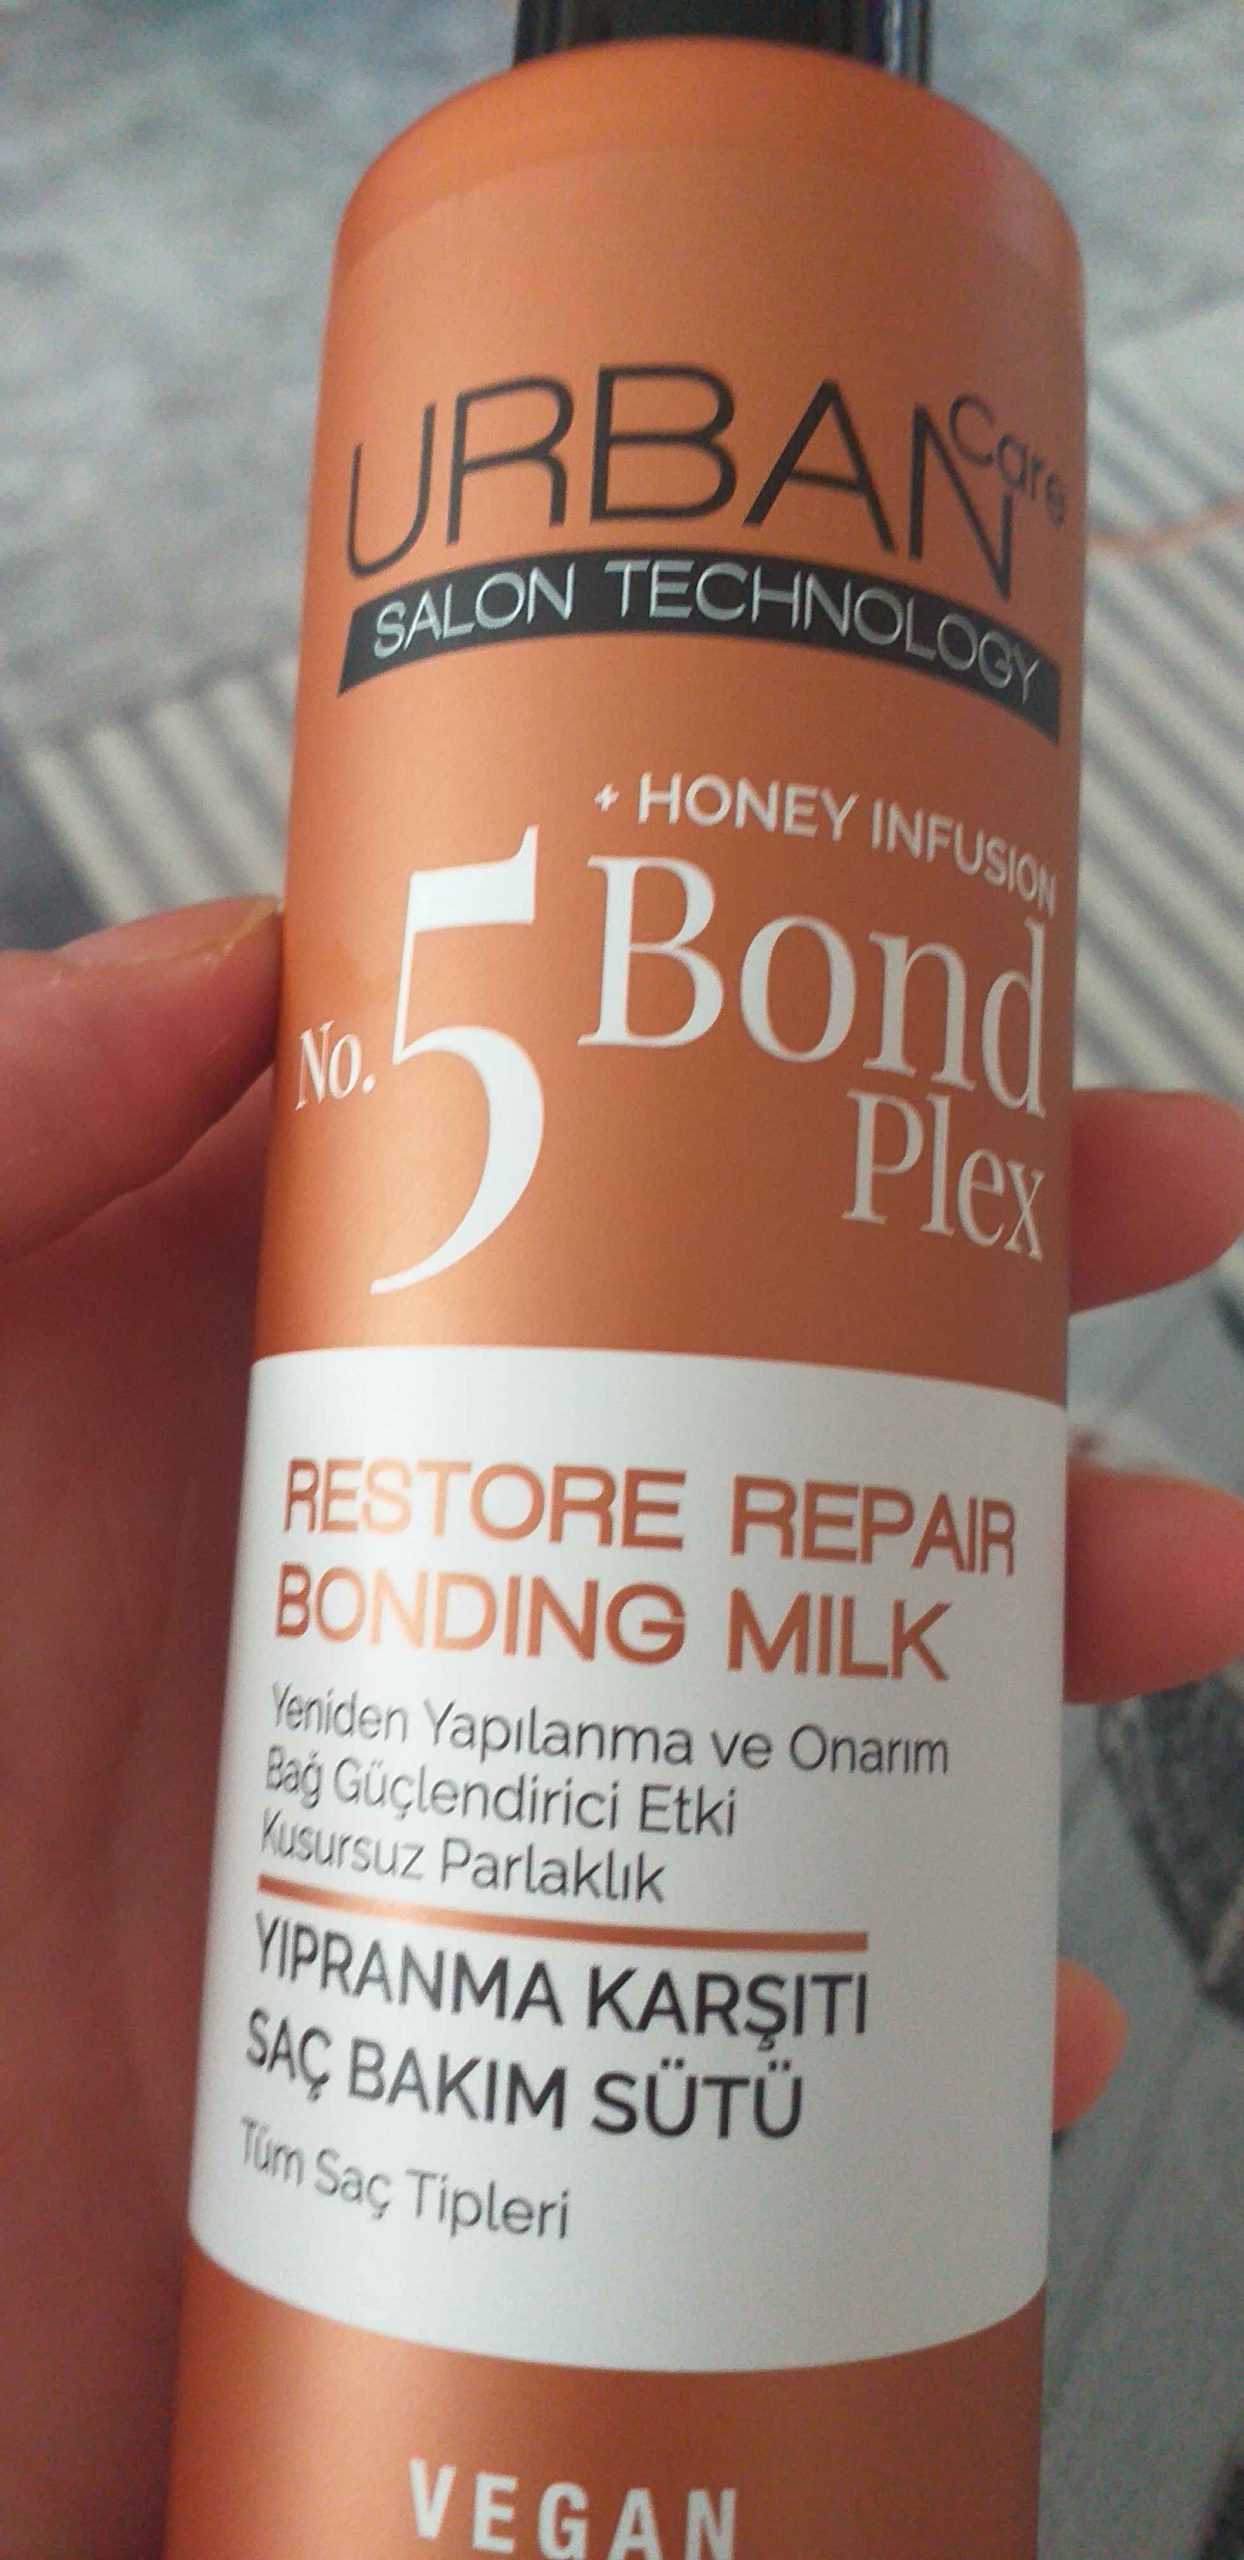 URBAN Care
SALON TECHNOLOGY
+ HONEY INFUSION
No. 5 Bond
Plex
RESTORE REPAIR
BONDING MILK
Yeniden Yapılanma ve Onarım
Bağ Güçlendirici Etki
Kusursuz Parlaklık
YIPRANMA KARŞITI
SAÇ BAKIM SÜTÜ
Tüm Saç Tipleri
VEGAN